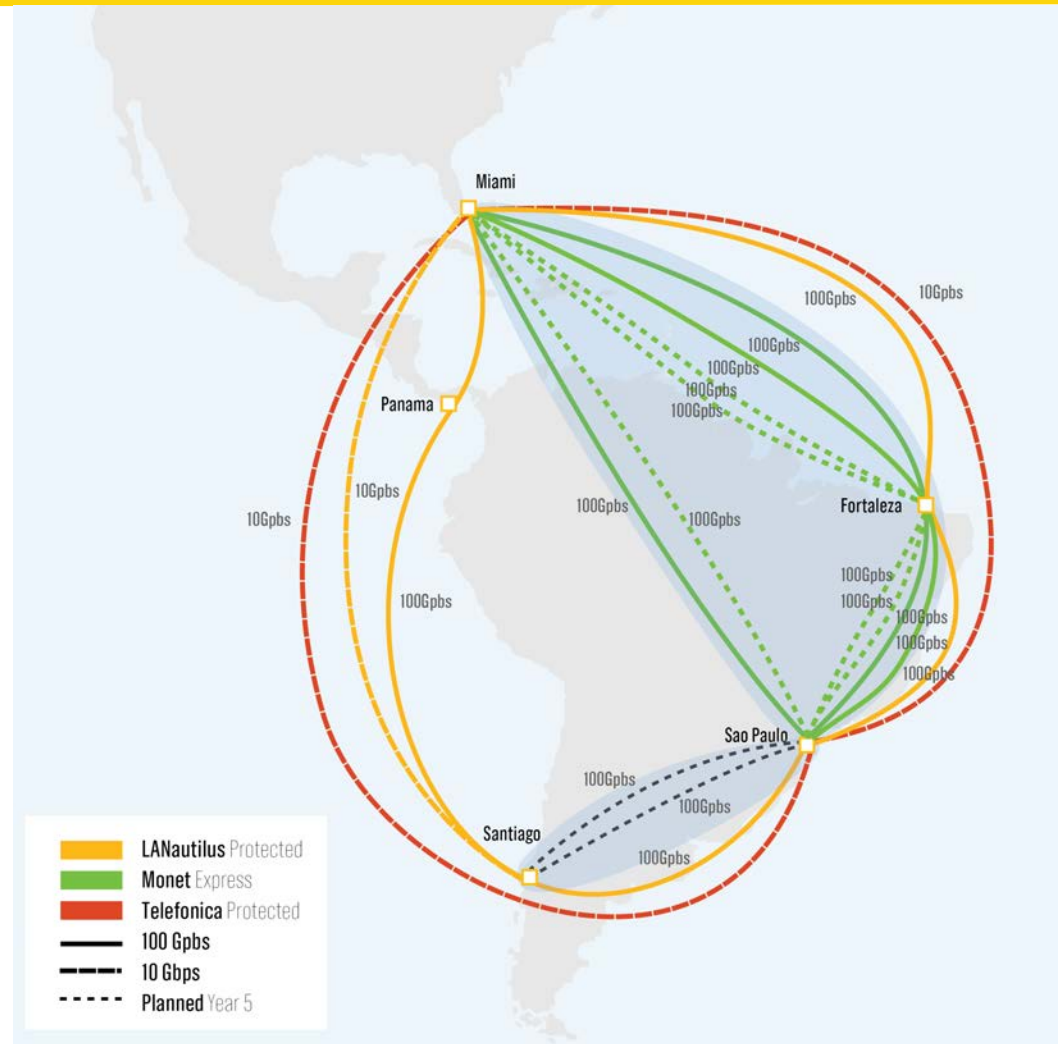 Miami
10Gpbs
100Gpbs
100Gpbs
100Gpbs
100Gpbs
100Gpbs
Panama
10Gpbs
10Gpbs
100Gpbs
100Gpbs
Fortaleza
100Gpbs
100Gpbs
100Gpbs
100Gpbs
100Gpbs
100Gpbs
Sao Paulo
100Gpbs
100Gpbs
Santiago
100Gpbs
LANautilus Protected
Monet Express
Telefonica Protected
100 Gpbs
10 Gbps
Planned Year 5